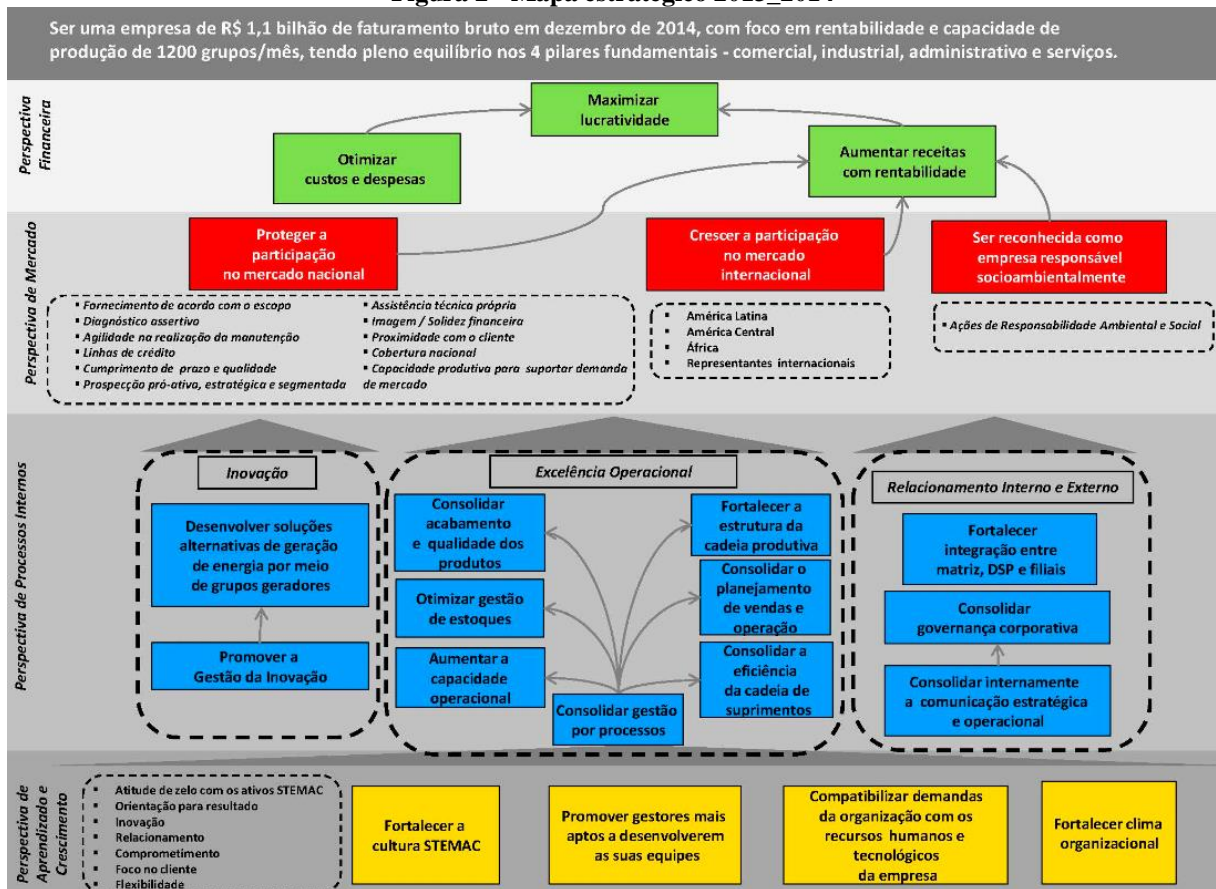 Ser uma empresa de R$ 1,1 bilhão de faturamento bruto em dezembro de 2014, com foco em rentabilidade e capacidade de
produção de 1200 grupos/mês, tendo pleno equilíbrio nos 4 pilares fundamentais - comercial, industrial, administrativo e serviços.
Perspectiva
Financeira
Maximizar
lucratividade
Otimizar
custos e despesas
Aumentar receitas
com rentabilidade
Perspectiva de Mercado
Proteger a
participação
no mercado nacional
Crescer a participação
no mercado
internacional
Ser reconhecida como
empresa responsável
socioambientalmente
▪ Fornecimento de acordo com o escopo
▪ Diagnóstico assertivo
▪ Agilidade na realização da manutenção
▪ Linhas de crédito
▪ Cumprimento de prazo e qualidade
▪ Prospecção pró-ativa, estratégica e segmentada
▪ Assistência técnica própria
▪ Imagem / Solidez financeira
▪ Proximidade com o cliente
▪ Cobertura nacional
▪ Capacidade produtiva para suportar demanda
de mercado
▪ América Latina
▪ América Central
▪ África
▪ Representantes internacionais
▪ Ações de Responsabilidade Ambiental e Social
Perspectiva de Processos Internos
Inovação
Desenvolver soluções
alternativas de geração
de energia por meio
de grupos geradores
Promover a
Gestão da Inovação
Excelência Operacional
Consolidar
acabamento
e qualidade dos
produtos
Otimizar gestão
de estoques
Aumentar a
capacidade
operacional
Consolidar gestão
por processos
Fortalecer a
estrutura da
cadeia produtiva
Consolidar o
planejamento
de vendas e
operação
Consolidar a
eficiência
da cadeia de
suprimentos
Relacionamento Interno e Externo
Fortalecer
integração entre
matriz, DSP e filiais
Consolidar
governança corporativa
Consolidar internamente
a comunicação estratégica
e operacional
Perspectiva de
Aprendizado e
Crescimento
▪ Atitude de zelo com os ativos STEMAC
▪ Orientação para resultado
▪ Inovação
▪ Relacionamento
▪ Comprometimento
▪ Foco no cliente
▪ Flexibilidade
Fortalecer a
cultura STEMAC
Promover gestores mais
aptos a desenvolverem
as suas equipes
Compatibilizar demandas
da organização com os
recursos humanos e
tecnológicos
da empresa
Fortalecer clima
organizacional